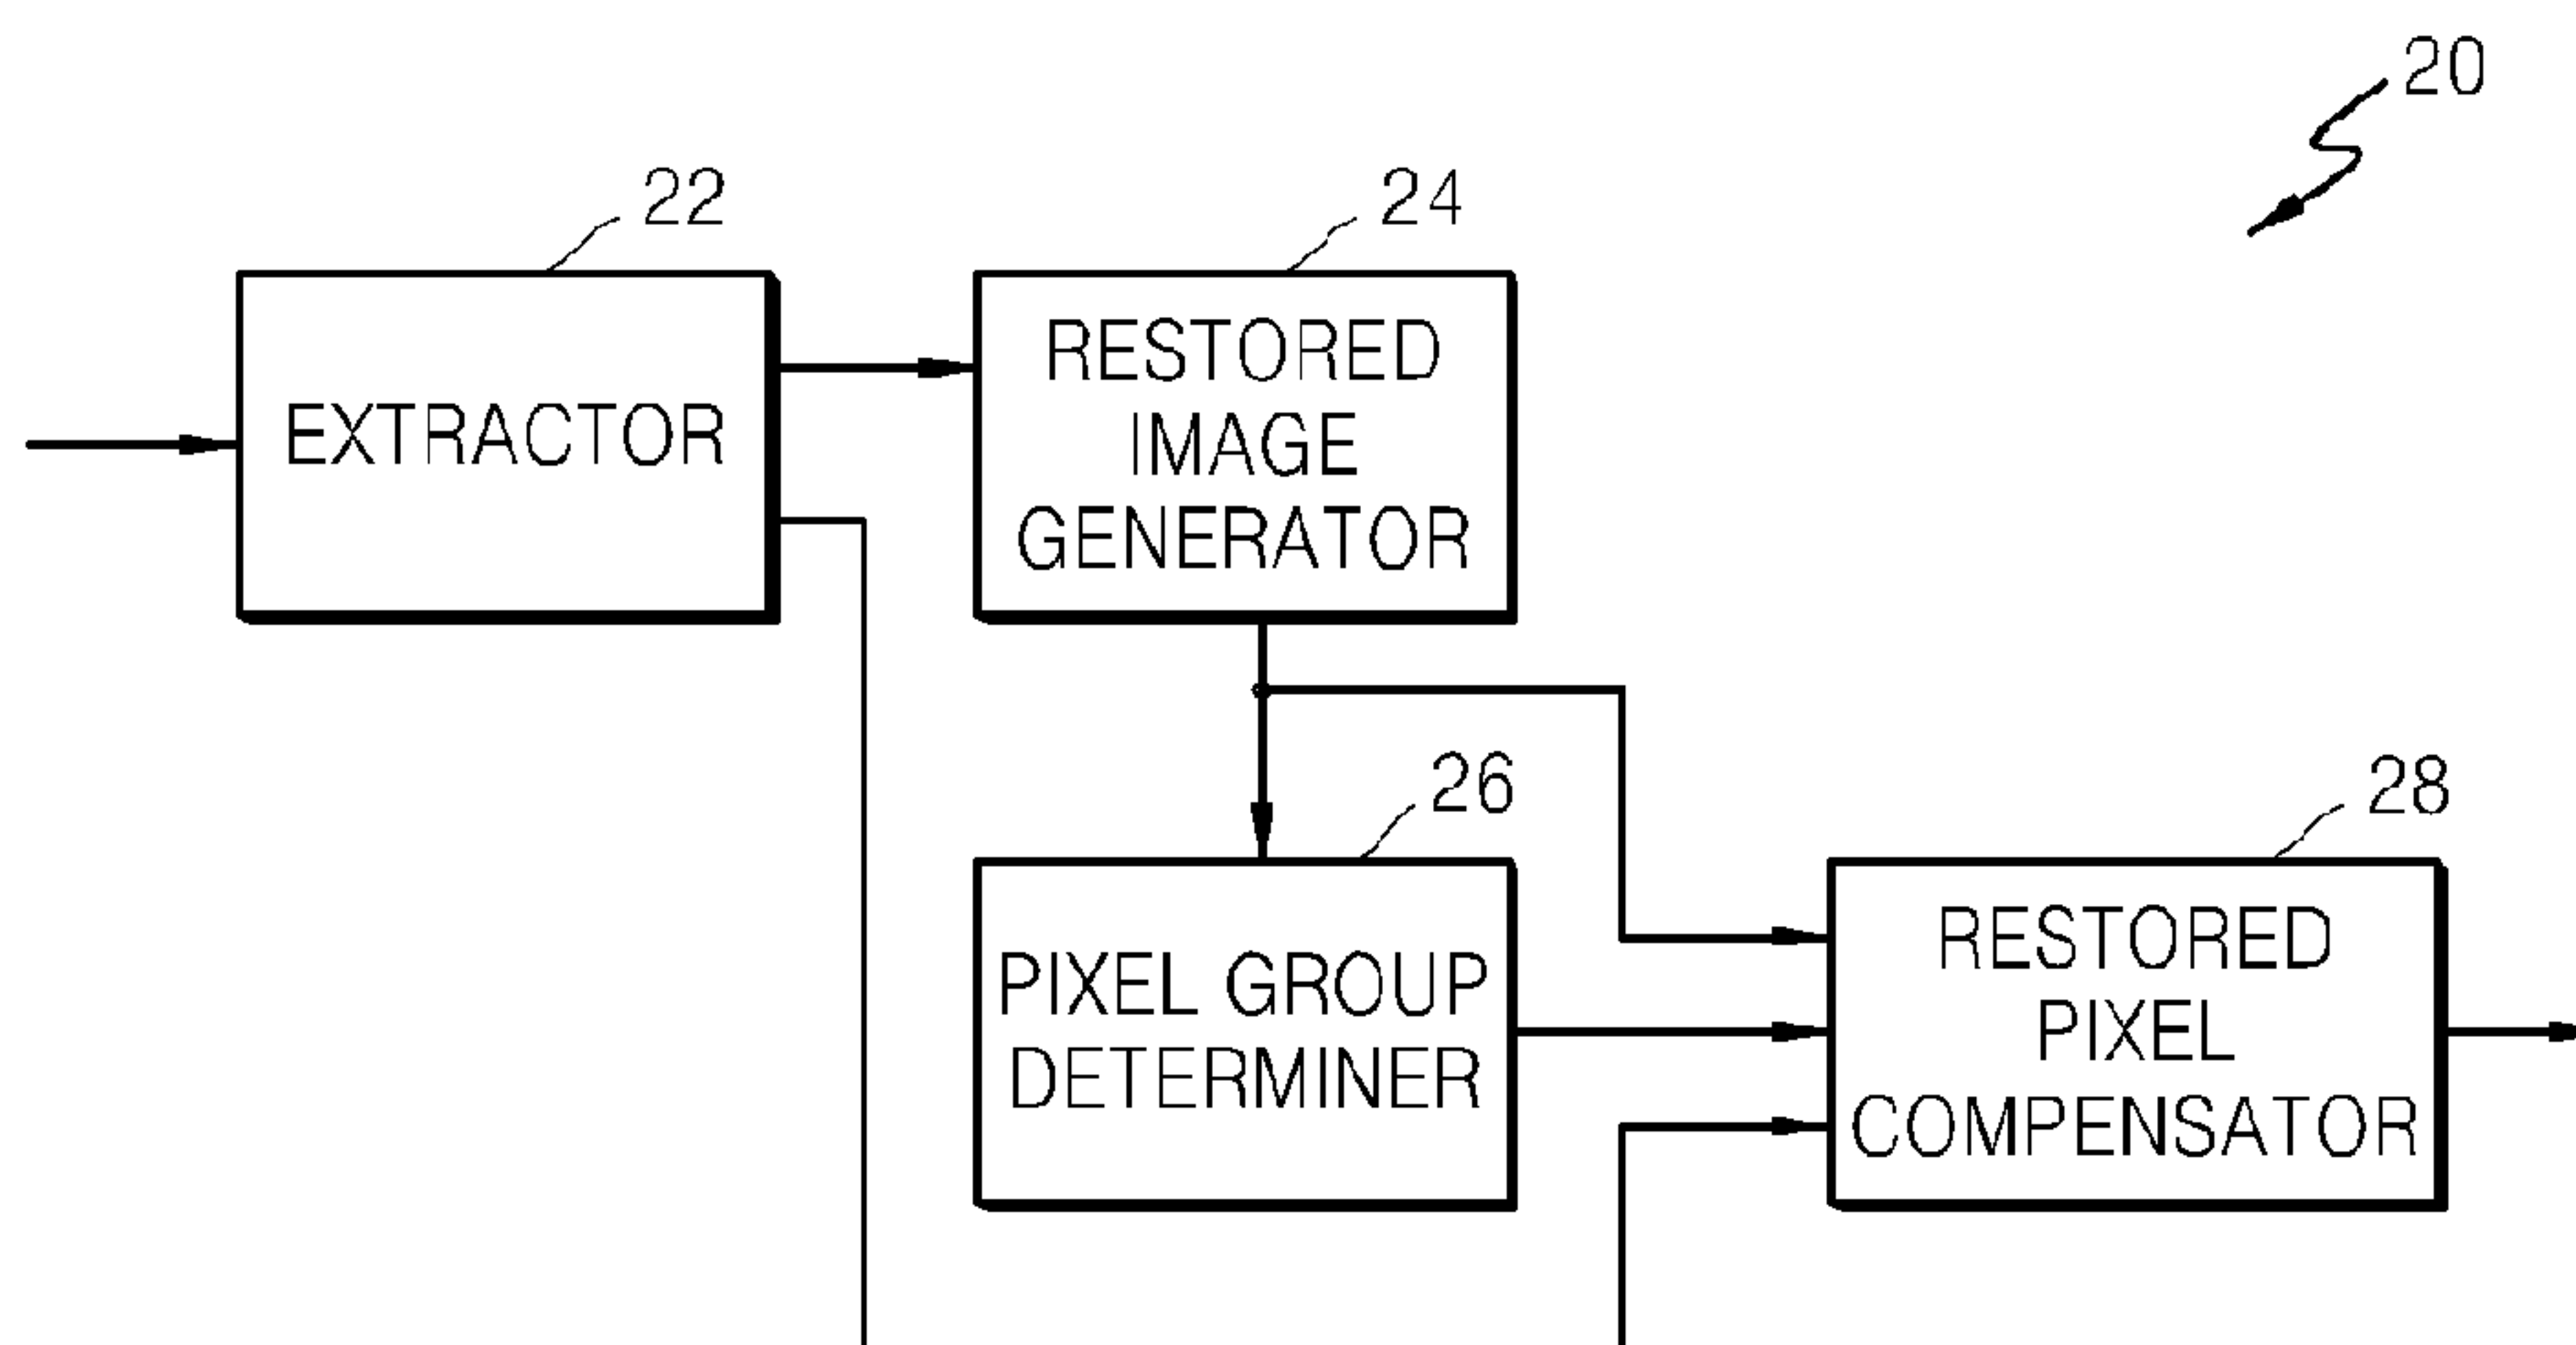 20
22
24
EXTRACTOR
RESTORED
IMAGE
GENERATOR
26
28
PIXEL GROUP
DETERMINER
RESTORED
PIXEL
COMPENSATOR